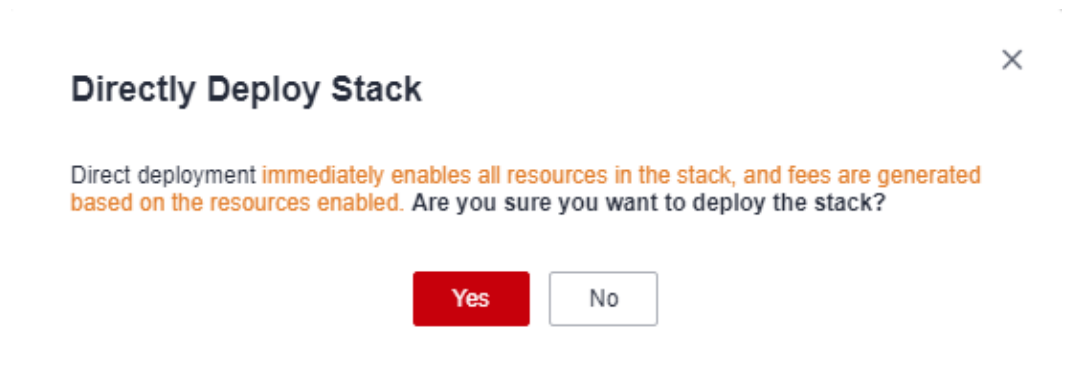 Directly Deploy Stack
Direct deployment immediately enables all resources in the stack, and fees are generated
based on the resources enabled. Are you sure you want to deploy the stack?
Yes
No